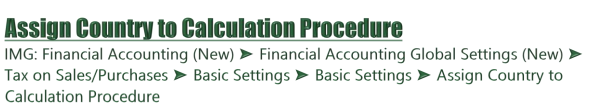 Assign Country to Calculation Procedure
IMG: Financial Accounting (New) ➤ Financial Accounting Global Settings (New) ➤
Tax on Sales/Purchases ➤ Basic Settings ➤ Basic Settings ➤ Assign Country to
Calculation Procedure